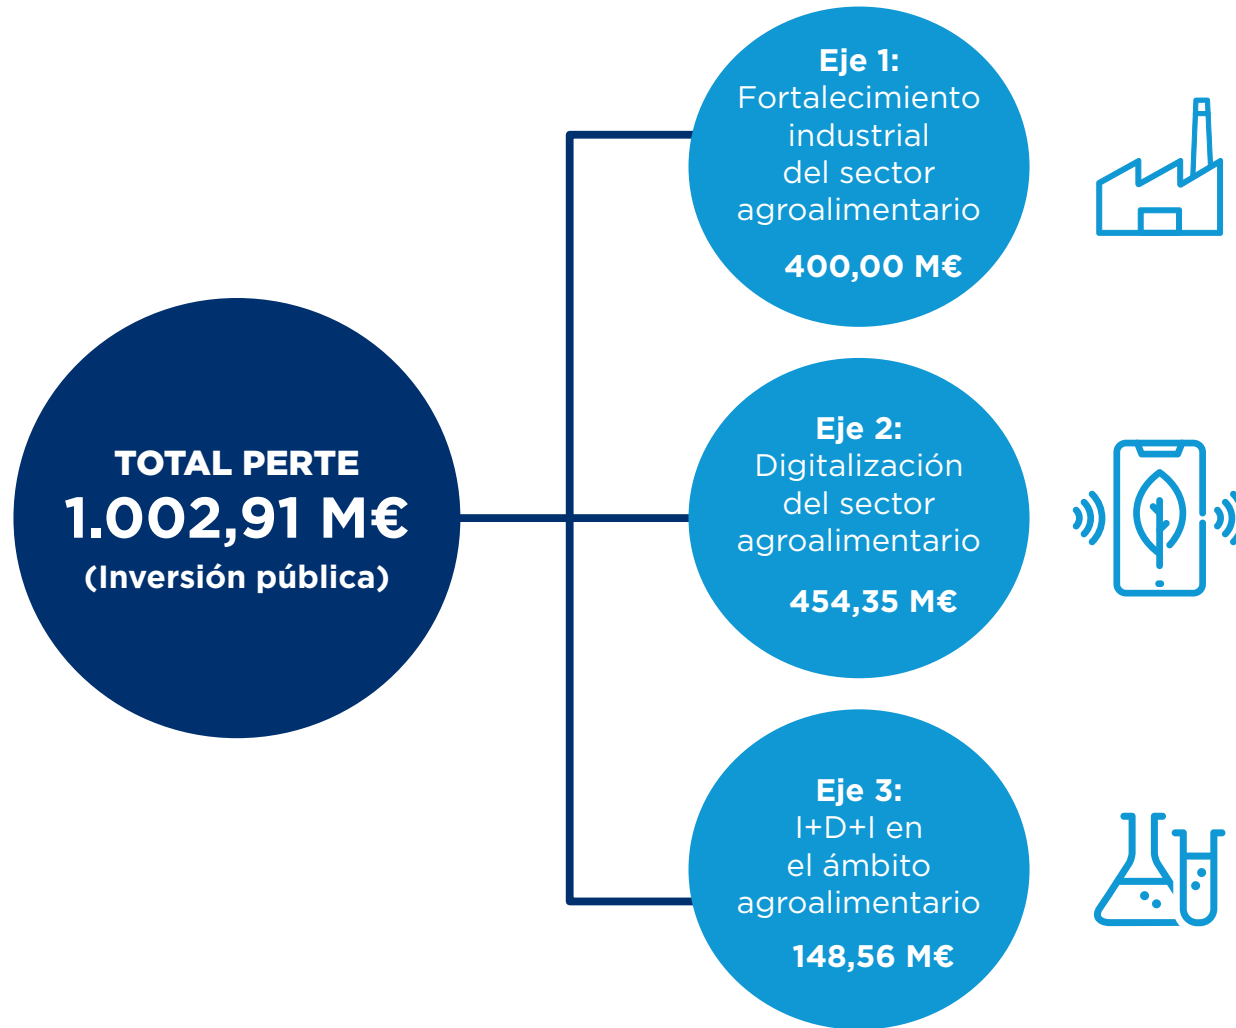 TOTAL PERTE
1.002,91 M€
(Inversión pública)
Eje 1:
Fortalecimiento
industrial
del sector
agroalimentario
400,00 M€
Eje 2:
Digitalización
del sector
agroalimentario
454,35 M€
Eje 3:
I+D+I en
el ámbito
agroalimentario
148,56 M€